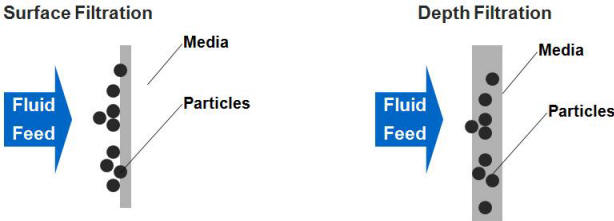 Surface Filtration
Media
Fluid
Feed
Particles
Depth Filtration
Media
Fluid
Feed
Particles